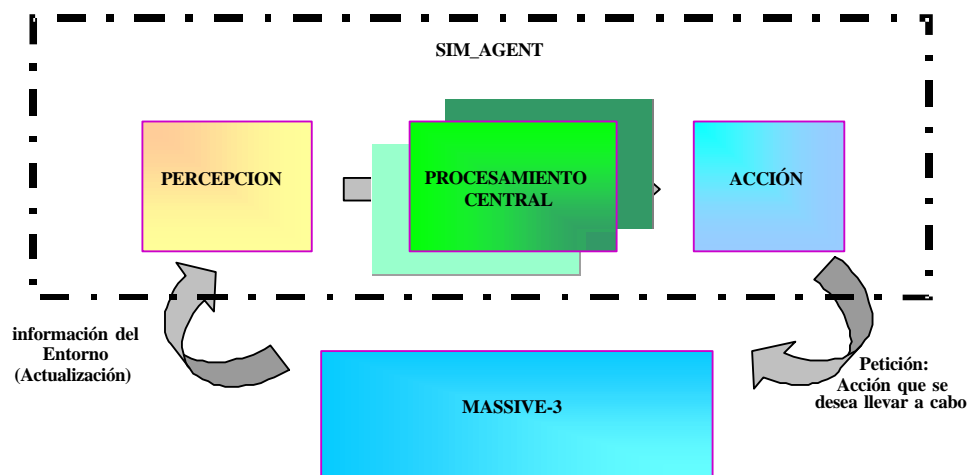 SIM_AGENT
PERCEPCION
PROCESAMIENTO
CENTRAL
ACCIÓN
información del
Entorno
(Actualización)
Petición:
Acción que se
desea llevar a cabo
MASSIVE-3